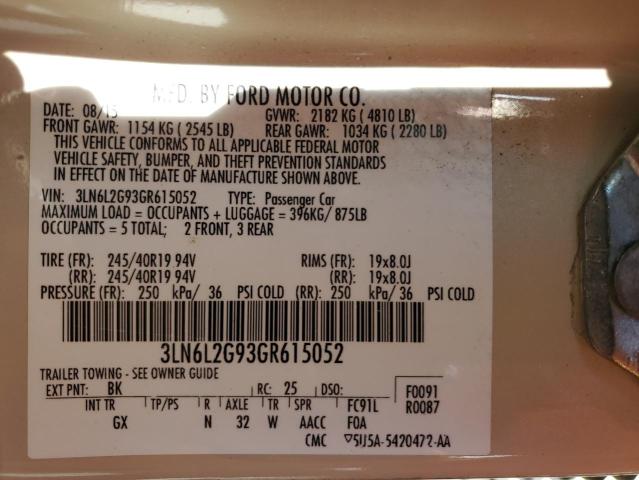 MFD. BY FORD MOTOR CO.
DATE: 08/15 GVWR: 2182 KG ( 4810 LB)
FRONT GAWR: 1154 KG ( 2545 LB) REAR GAWR: 1034 KG ( 2280 LB)
THIS VEHICLE CONFORMS TO ALL APPLICABLE FEDERAL MOTOR
VEHICLE SAFETY, BUMPER, AND THEFT PREVENTION STANDARDS
IN EFFECT ON THE DATE OF MANUFACTURE SHOWN ABOVE.
VIN: 3LN6L2G93GR615052 TYPE: Passenger Car
MAXIMUM LOAD = OCCUPANTS + LUGGAGE = 396KG/ 875LB
OCCUPANTS = 5 TOTAL; 2 FRONT, 3 REAR
TIRE (FR): 245/40R19 94V RIMS (FR): 19x8.0J
(RR): 245/40R19 94V (RR): 19x8.0J
PRESSURE (FR): 250 kPa/ 36 PSI COLD (RR): 250 kPa/ 36 PSI COLD
3LN6L2G93GR615052
TRAILER TOWING - SEE OWNER GUIDE
EXT PNT: BK RC: 25 DSO: F0091
INT TR TP/PS R AXLE TR SPR FC91L R0087
GX N 32 W AACC F0A
CMC ▽5U5A-5420472-AA